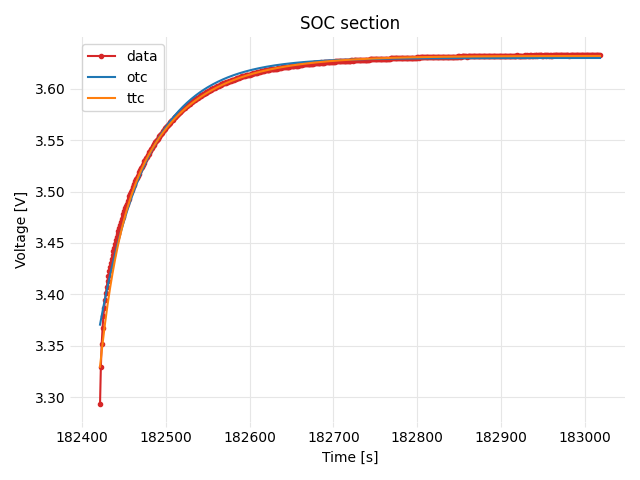 SOC section
data
otc
ttc
Voltage [V]
3.60
3.55
3.50
3.45
3.40
3.35
3.30
182400 182500 182600 182700 182800 182900 183000
Time [s]